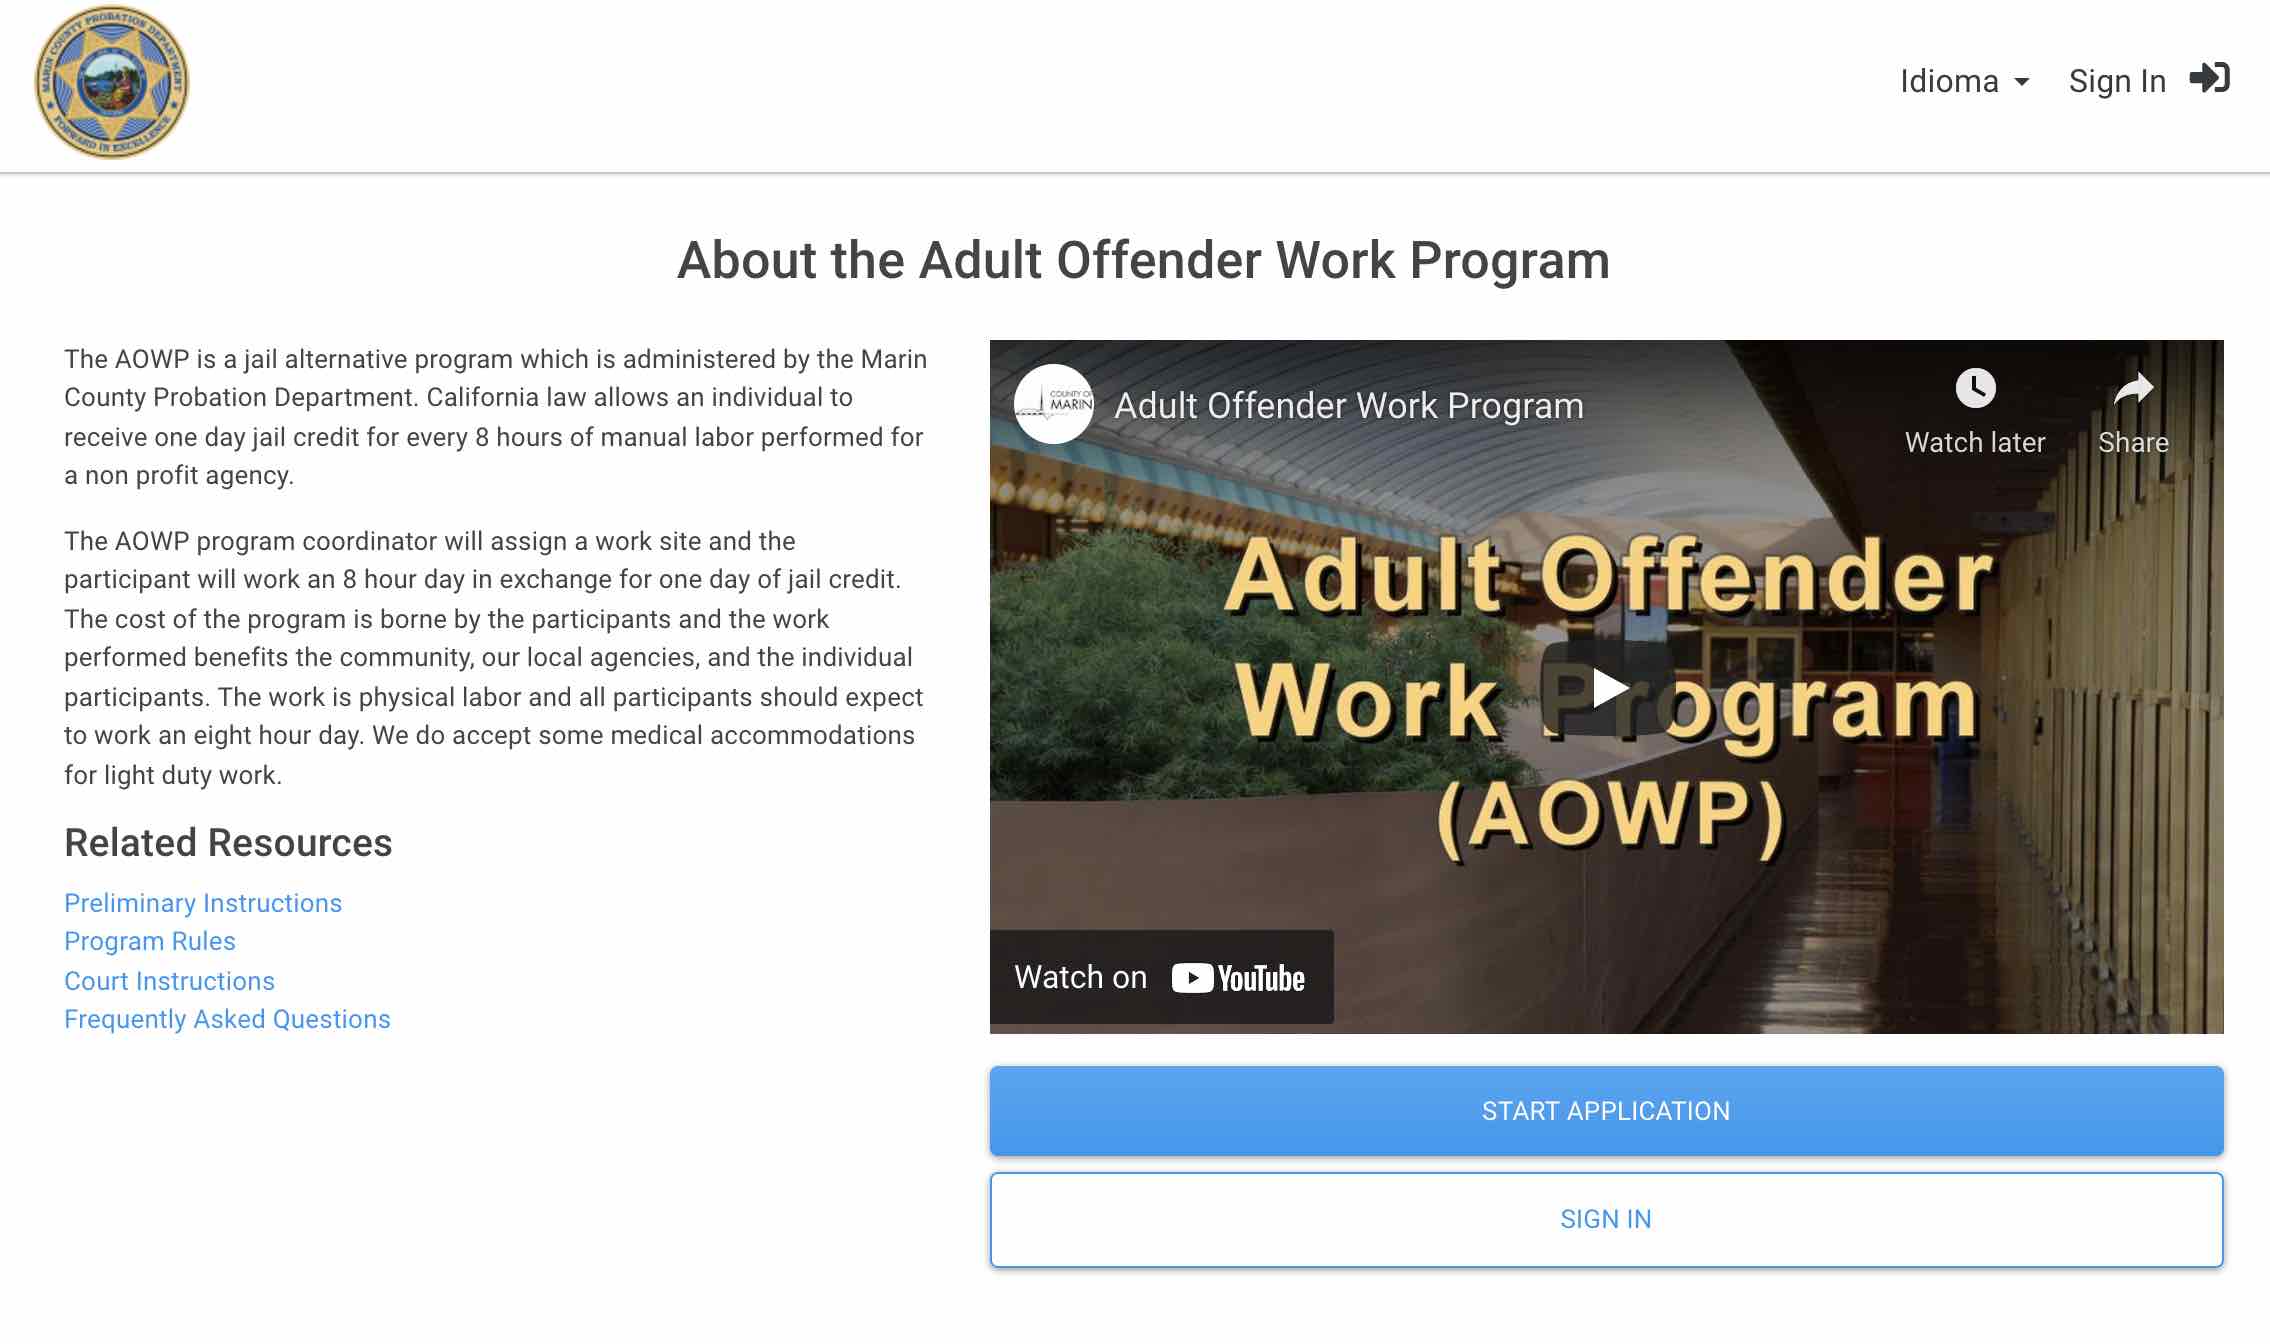 MARIN COUNTY PROBATION DEPARTMENT
FORWARD IN EXCELLENCE
Idioma
Sign In
About the Adult Offender Work Program
The AOWP is a jail alternative program which is administered by the Marin
County Probation Department. California law allows an individual to
receive one day jail credit for every 8 hours of manual labor performed for
a non profit agency.
The AOWP program coordinator will assign a work site and the
participant will work an 8 hour day in exchange for one day of jail credit.
The cost of the program is borne by the participants and the work
performed benefits the community, our local agencies, and the individual
participants. The work is physical labor and all participants should expect
to work an eight hour day. We do accept some medical accommodations
for light duty work.
Related Resources
Preliminary Instructions
Program Rules
Court Instructions
Frequently Asked Questions
COUNTY OF
MARIN
Adult Offender Work Program
Watch later
Share
Adult Offender
Work Program
(AOWP)
Watch on YouTube
START APPLICATION
SIGN IN